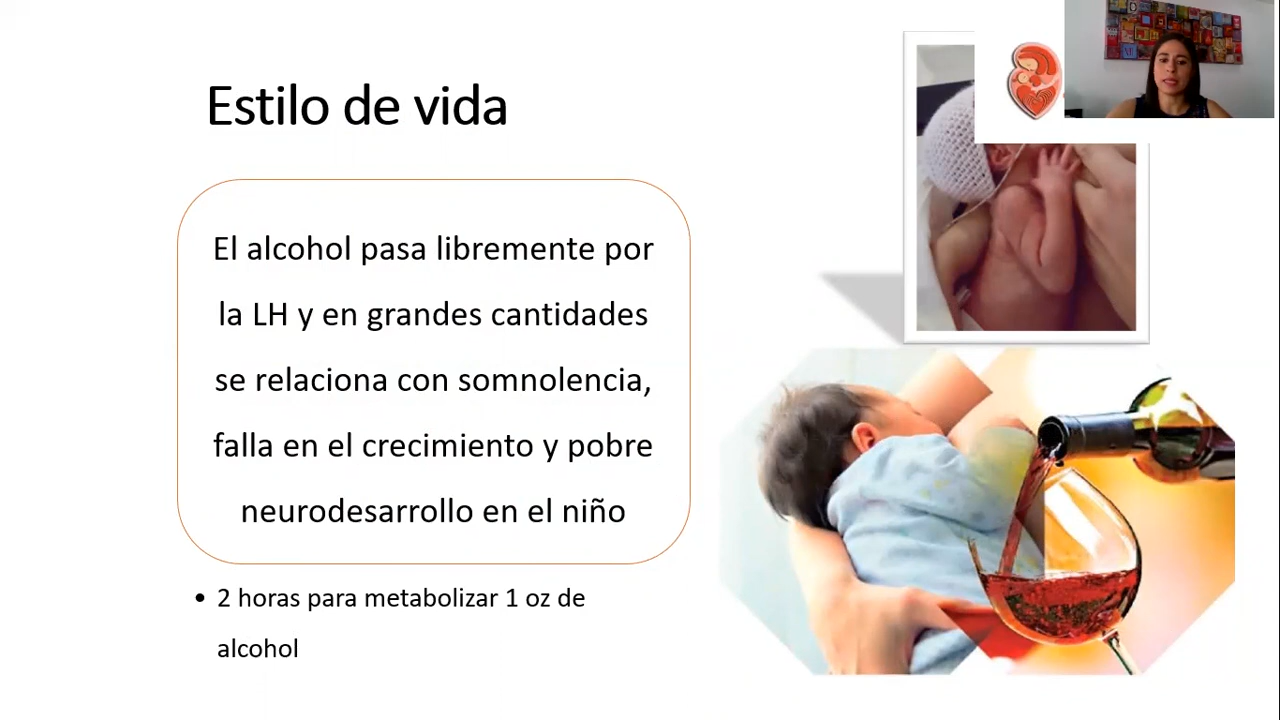 Estilo de vida
El alcohol pasa libremente por
la LH y en grandes cantidades
se relaciona con somnolencia,
falla en el crecimiento y pobre
neurodesarrollo en el niño
• 2 horas para metabolizar 1 oz de
alcohol